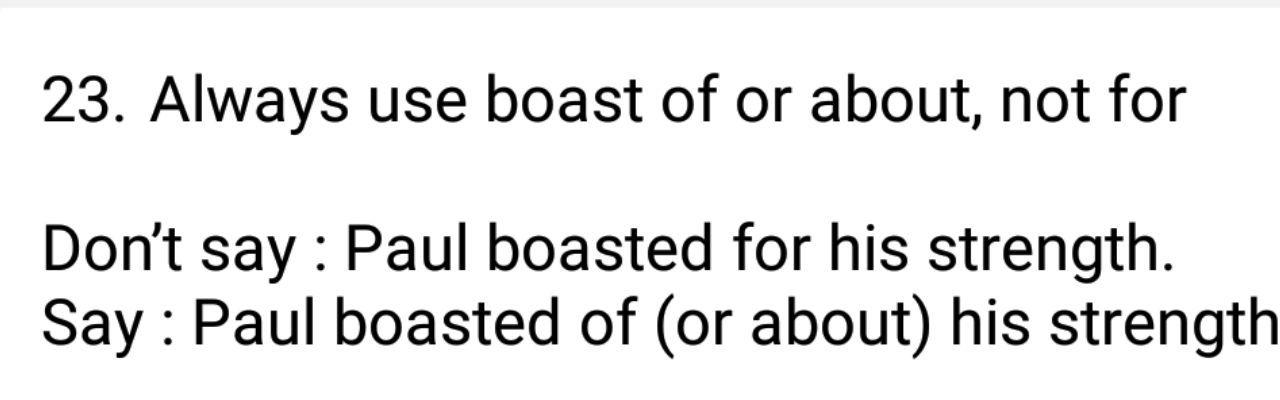 23. Always use boast of or about, not for
Don’t say : Paul boasted for his strength.
Say : Paul boasted of (or about) his strength